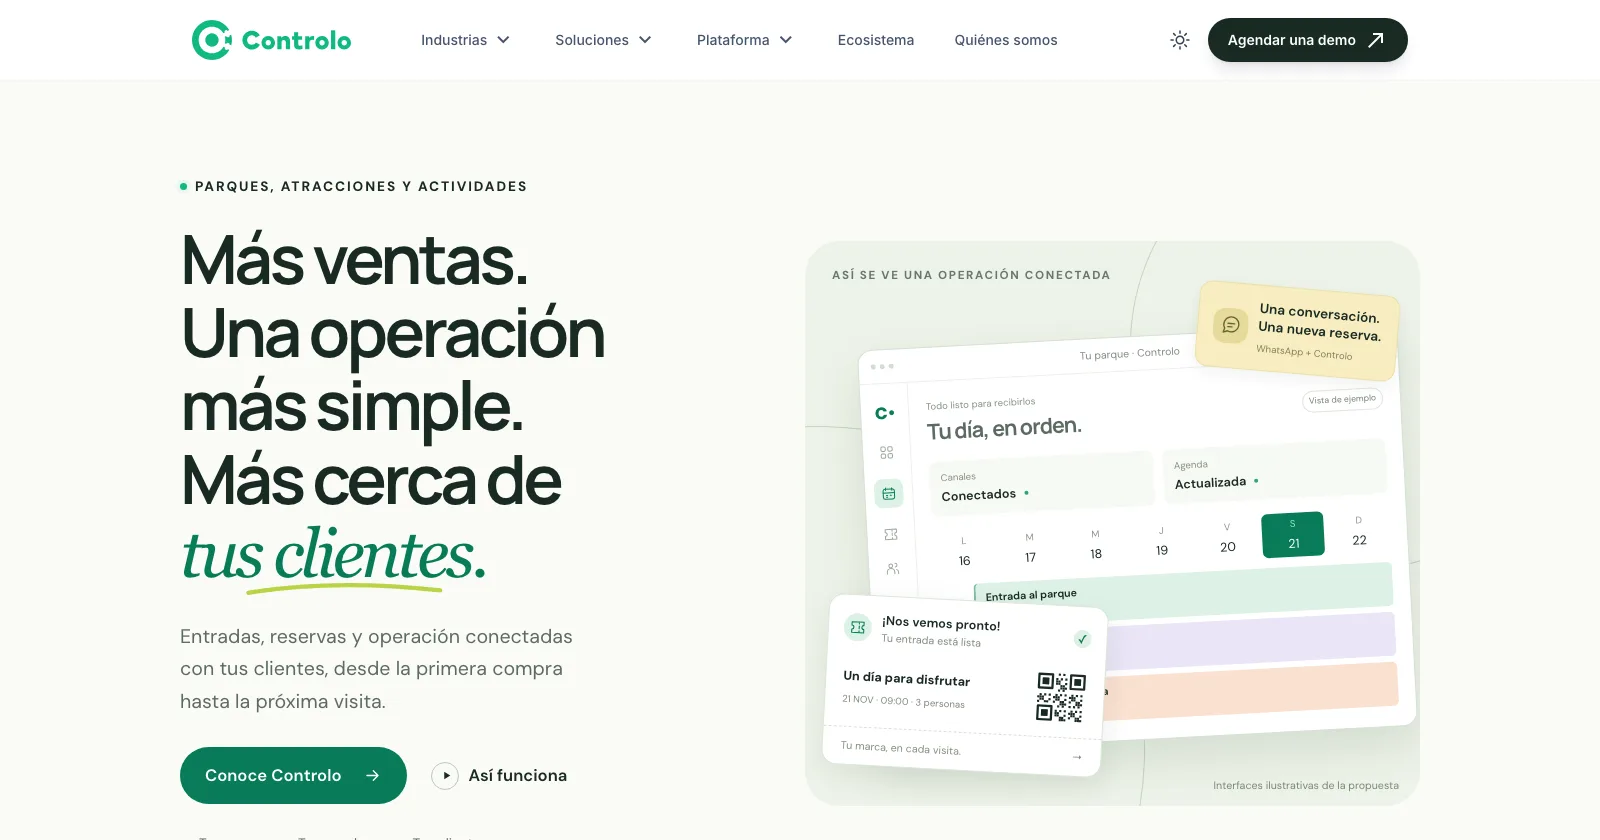 Controlo
Industrias
Soluciones
Plataforma
Ecosistema
Quiénes somos
Agendar una demo
PARQUES, ATRACCIONES Y ACTIVIDADES
Más ventas.
Una operación
más simple.
Más cerca de
tus clientes.
Entradas, reservas y operación conectadas
con tus clientes, desde la primera compra
hasta la próxima visita.
Conoce Controlo
Así funciona
ASÍ SE VE UNA OPERACIÓN CONECTADA
Una conversación.
Una nueva reserva.
WhatsApp + Controlo
Tu parque · Controlo
c·
Todo listo para recibirlos
Vista de ejemplo
Tu día, en orden.
Canales
Conectados
Agenda
Actualizada
L M M J V S D
16 17 18 19 20 21 22
Entrada al parque
¡Nos vemos pronto!
Tu entrada está lista
Un día para disfrutar
21 NOV · 09:00 · 3 personas
Tu marca, en cada visita.
Interfaces ilustrativas de la propuesta